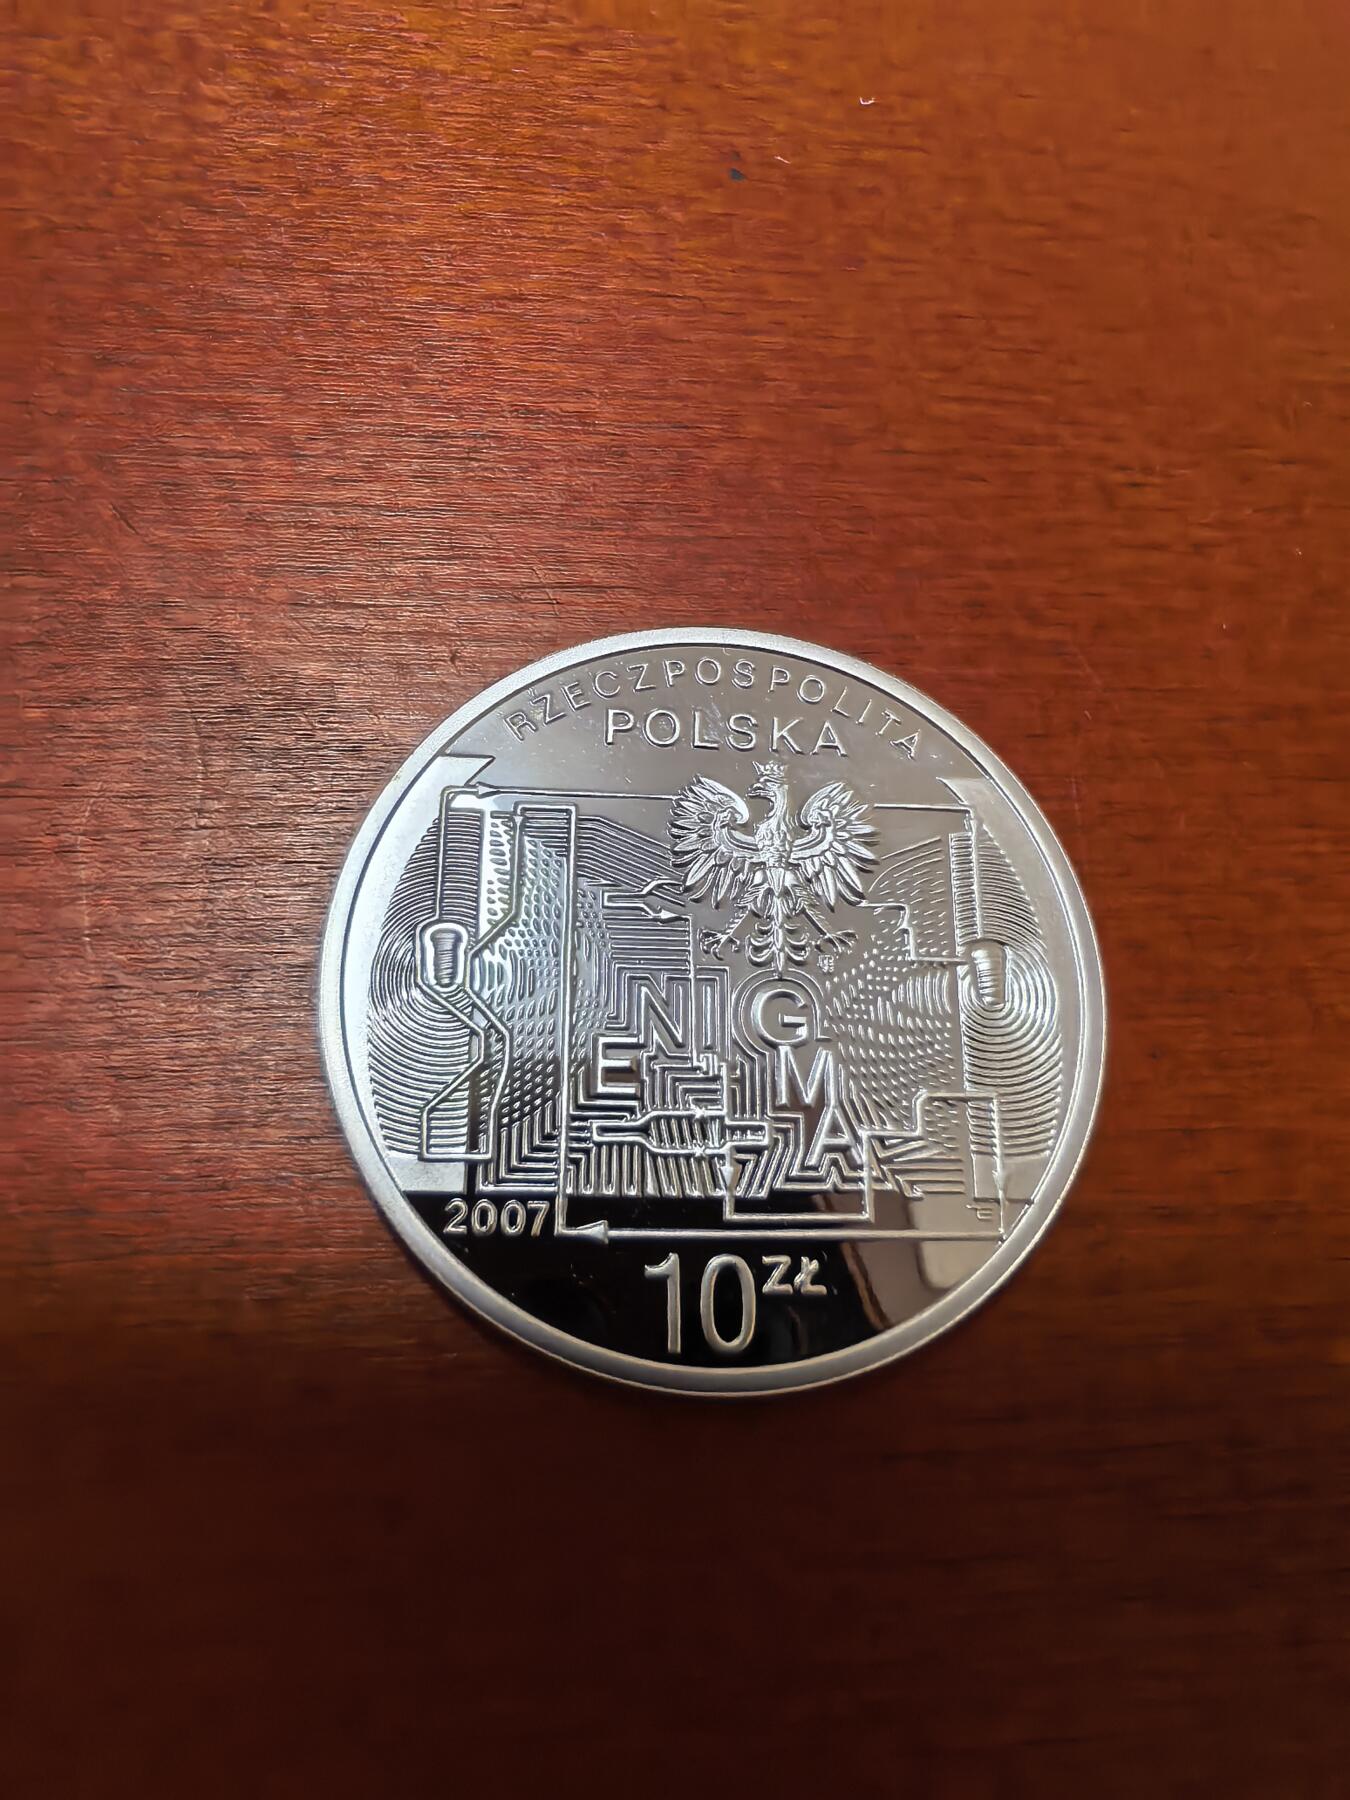 RZECZPOSPOLITA
POLSKA
ENIGMA
2007
10 ZŁ